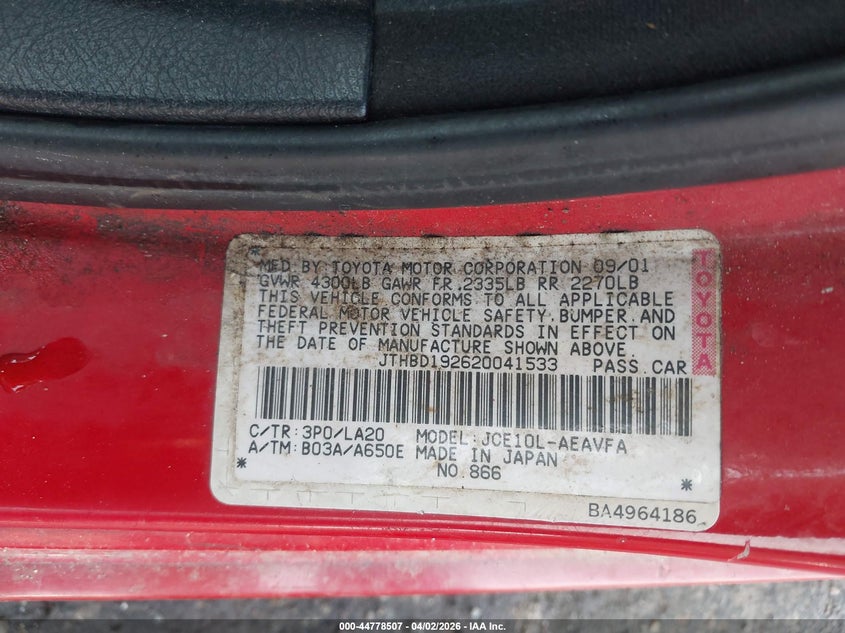 MFD BY TOYOTA MOTOR CORPORATION 09/01
GVWR 4300LB GAWR FR.2335LB RR 2270LB
THIS VEHICLE CONFORMS TO ALL APPLICABLE
FEDERAL MOTOR VEHICLE SAFETY.BUMPER.AND
THEFT PREVENTION STANDARDS IN EFFECT ON
THE DATE OF MANUFACTURE SHOWN ABOVE.
JTHBD192620041533 PASS.CAR
TOYOTA
C/TR:3P0/LA20 MODEL:JCE10L-AEAVFA
A/TM:B03A/A650E MADE IN JAPAN
NO.866
BA4964186
000-44778507 - 04/02/2026 - IAA Inc.